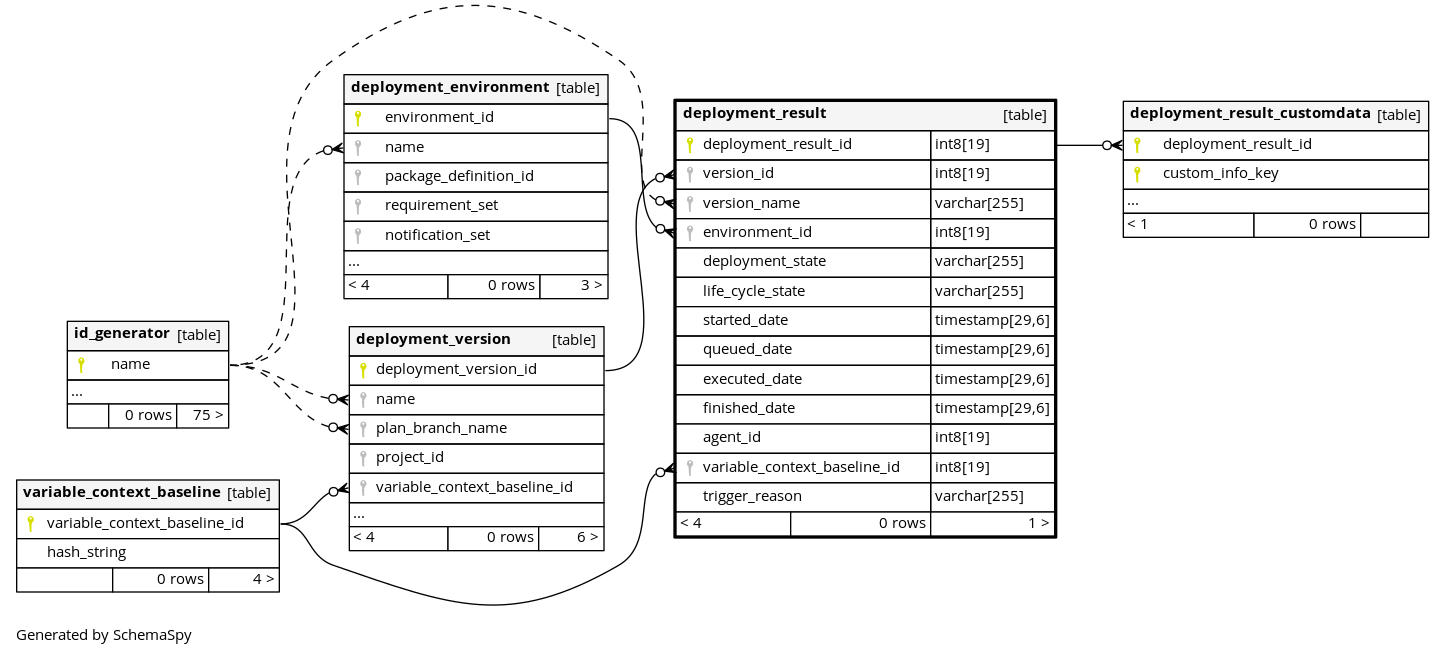 deployment_environment [table]
environment_id
name
package_definition_id
requirement_set
notification_set
...
< 4 0 rows 3 >
deployment_result [table]
deployment_result_id int8[19]
version_id int8[19]
version_name varchar[255]
environment_id int8[19]
deployment_state varchar[255]
life_cycle_state varchar[255]
started_date timestamp[29,6]
queued_date timestamp[29,6]
executed_date timestamp[29,6]
finished_date timestamp[29,6]
agent_id int8[19]
variable_context_baseline_id int8[19]
trigger_reason varchar[255]
< 4 0 rows 1 >
deployment_result_customdata [table]
deployment_result_id
custom_info_key
...
< 1 0 rows
id_generator [table]
name
...
0 rows 75 >
deployment_version [table]
deployment_version_id
name
plan_branch_name
project_id
variable_context_baseline_id
...
< 4 0 rows 6 >
variable_context_baseline [table]
variable_context_baseline_id
hash_string
0 rows 4 >
Generated by SchemaSpy